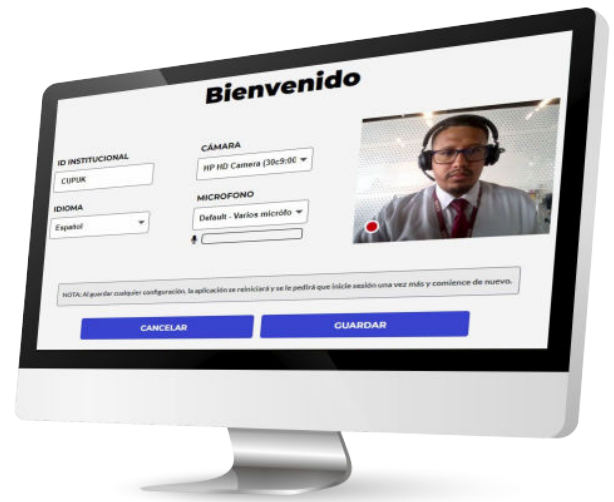 Bienvenido
ID INSTITUCIONAL
CUPUK
IDIOMA
Español
CÁMARA
HP HD Camera (30c9:00
MICROFONO
Default - Varios micrófo
NOTA: Al guardar cualquier configuración, la aplicación se reiniciará y se le pedirá que inicie sesión una vez más y comience de nuevo.
CANCELAR
GUARDAR